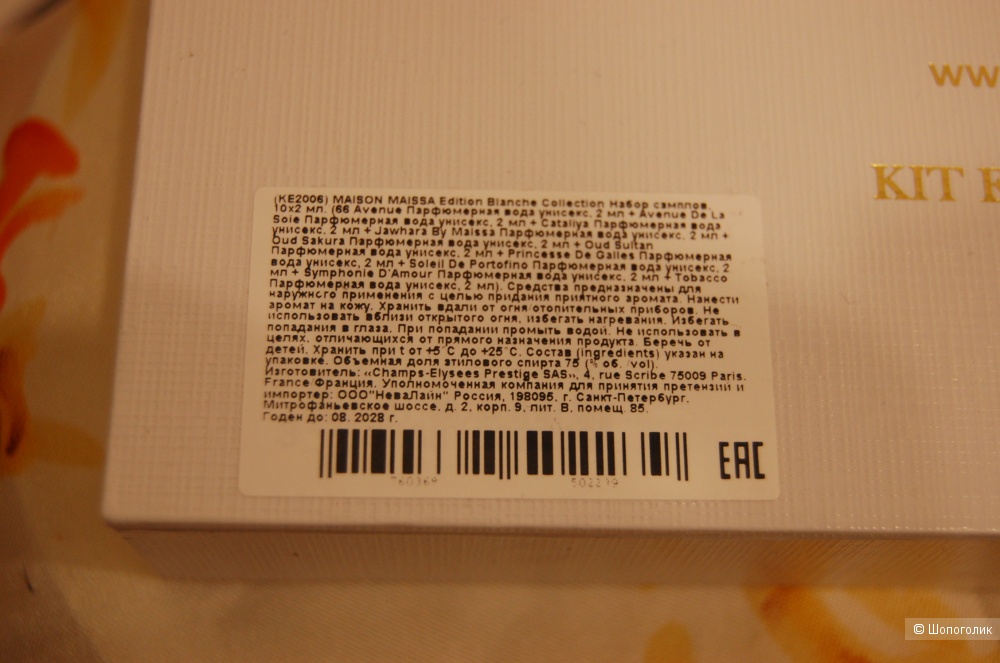 ww
KIT
(KE2006) MAISON MAISSA Edition Blanche Collection Набор сэмплов,
10х2 мл. (66 Avenue Парфюмерная вода унисекс, 2 мл + Avenue De La
Soie Парфюмерная вода унисекс, 2 мл + Cataliya Парфюмерная вода
унисекс, 2 мл + Jawhara By Maissa Парфюмерная вода унисекс, 2 мл +
Oud Sakura Парфюмерная вода унисекс, 2 мл + Oud Sultan
Парфюмерная вода унисекс, 2 мл + Princesse De Galles Парфюмерная
вода унисекс, 2 мл + Soleil De Portofino Парфюмерная вода унисекс, 2
мл + Symphonie D'Amour Парфюмерная вода унисекс, 2 мл + Tobacco
Парфюмерная вода унисекс, 2 мл). Средства предназначены для
наружного применения с целью придания приятного аромата. Нанести
аромат на кожу. Хранить вдали от огня отопительных приборов. Не
использовать вблизи открытого огня, избегать нагревания. Избегать
попадания в глаза. При попадании промыть водой. Не использовать в
целях, отличающихся от прямого назначения продукта. Беречь от
детей. Хранить при t от +5°C до +25°C. Состав (ingredients) указан на
упаковке. Объемная доля этилового спирта 75 (% об. /vol).
Изготовитель: «Champs-Elysees Prestige SAS», 4, rue Scribe 75009 Paris.
France Франция. Уполномоченная компания для принятия претензий и
импортер: ООО"НеваЛайн" Россия, 198095, г. Санкт-Петербург,
Митрофаньевское шоссе, д. 2, корп. 9, лит. В, помещ. 85.
Годен до: 08. 2028 г.
760369 502239
EAC
© Шопоголик